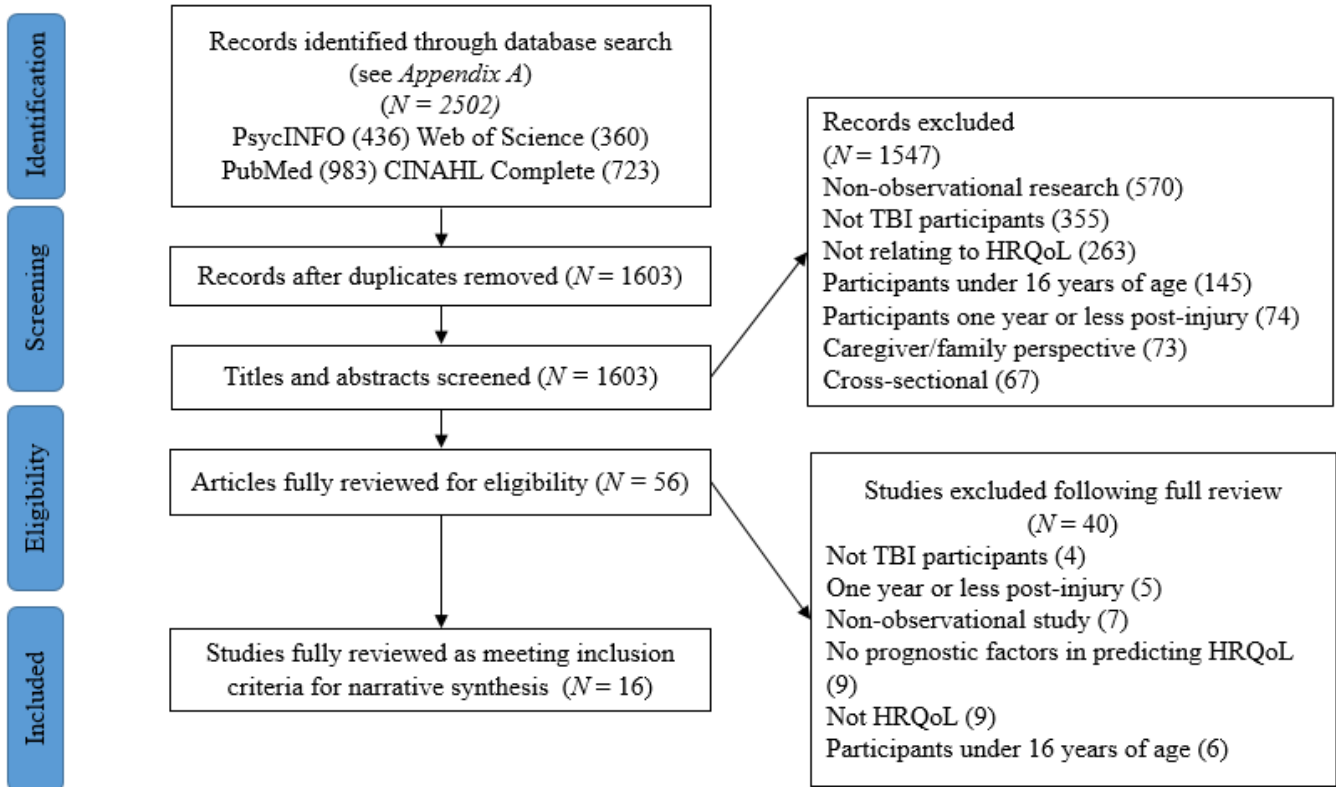 Identification
Records identified through database search
(see Appendix A)
(N = 2502)
PsycINFO (436) Web of Science (360)
PubMed (983) CINAHL Complete (723)
Records excluded
(N = 1547)
Non-observational research (570)
Not TBI participants (355)
Not relating to HRQoL (263)
Participants under 16 years of age (145)
Participants one year or less post-injury (74)
Caregiver/family perspective (73)
Cross-sectional (67)
Screening
Records after duplicates removed (N = 1603)
Titles and abstracts screened (N = 1603)
Eligibility
Articles fully reviewed for eligibility (N = 56)
Studies excluded following full review
(N = 40)
Not TBI participants (4)
One year or less post-injury (5)
Non-observational study (7)
No prognostic factors in predicting HRQoL
(9)
Not HRQoL (9)
Participants under 16 years of age (6)
Included
Studies fully reviewed as meeting inclusion
criteria for narrative synthesis (N = 16)